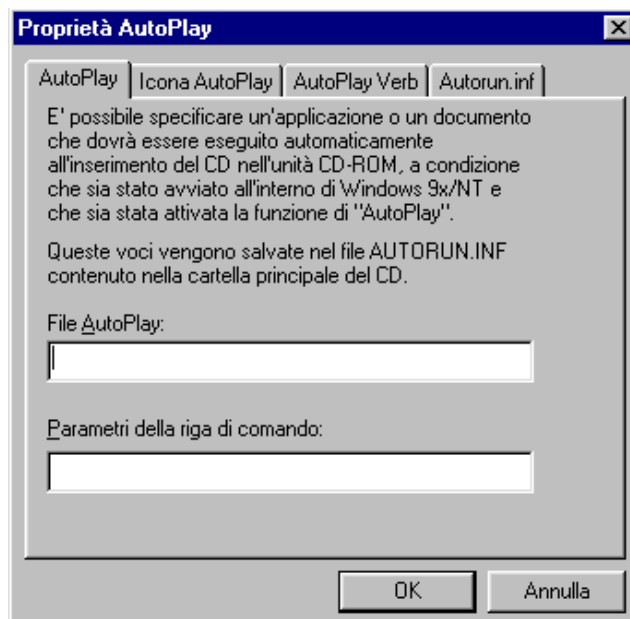 Proprietà AutoPlay
AutoPlay
Icona AutoPlay
AutoPlay Verb
Autorun.inf
E' possibile specificare un'applicazione o un documento
che dovrà essere eseguito automaticamente
all'inserimento del CD nell'unità CD-ROM, a condizione
che sia stato avviato all'interno di Windows 9x/NT e
che sia stata attivata la funzione di "AutoPlay".
Queste voci vengono salvate nel file AUTORUN.INF
contenuto nella cartella principale del CD.
File AutoPlay:
Parametri della riga di comando:
OK
Annulla